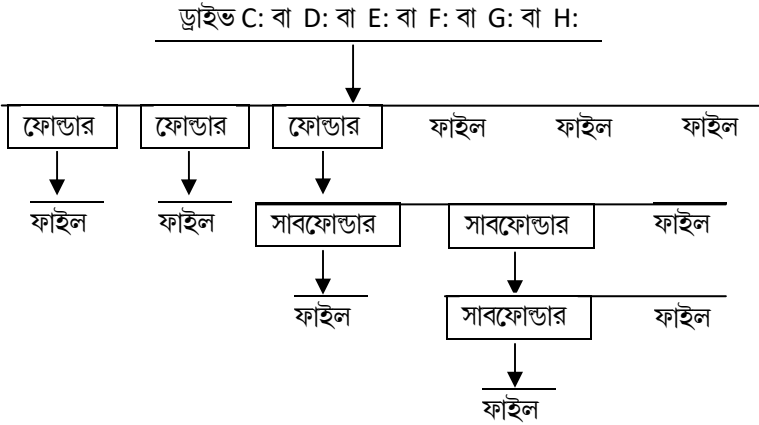 ড্রাইভ C: বা D: বা E: বা F: বা G: বা H:
ফোল্ডার ফোল্ডার ফোল্ডার ফাইল ফাইল ফাইল
ফাইল ফাইল সাবফোল্ডার সাবফোল্ডার ফাইল
ফাইল সাবফোল্ডার ফাইল
ফাইল